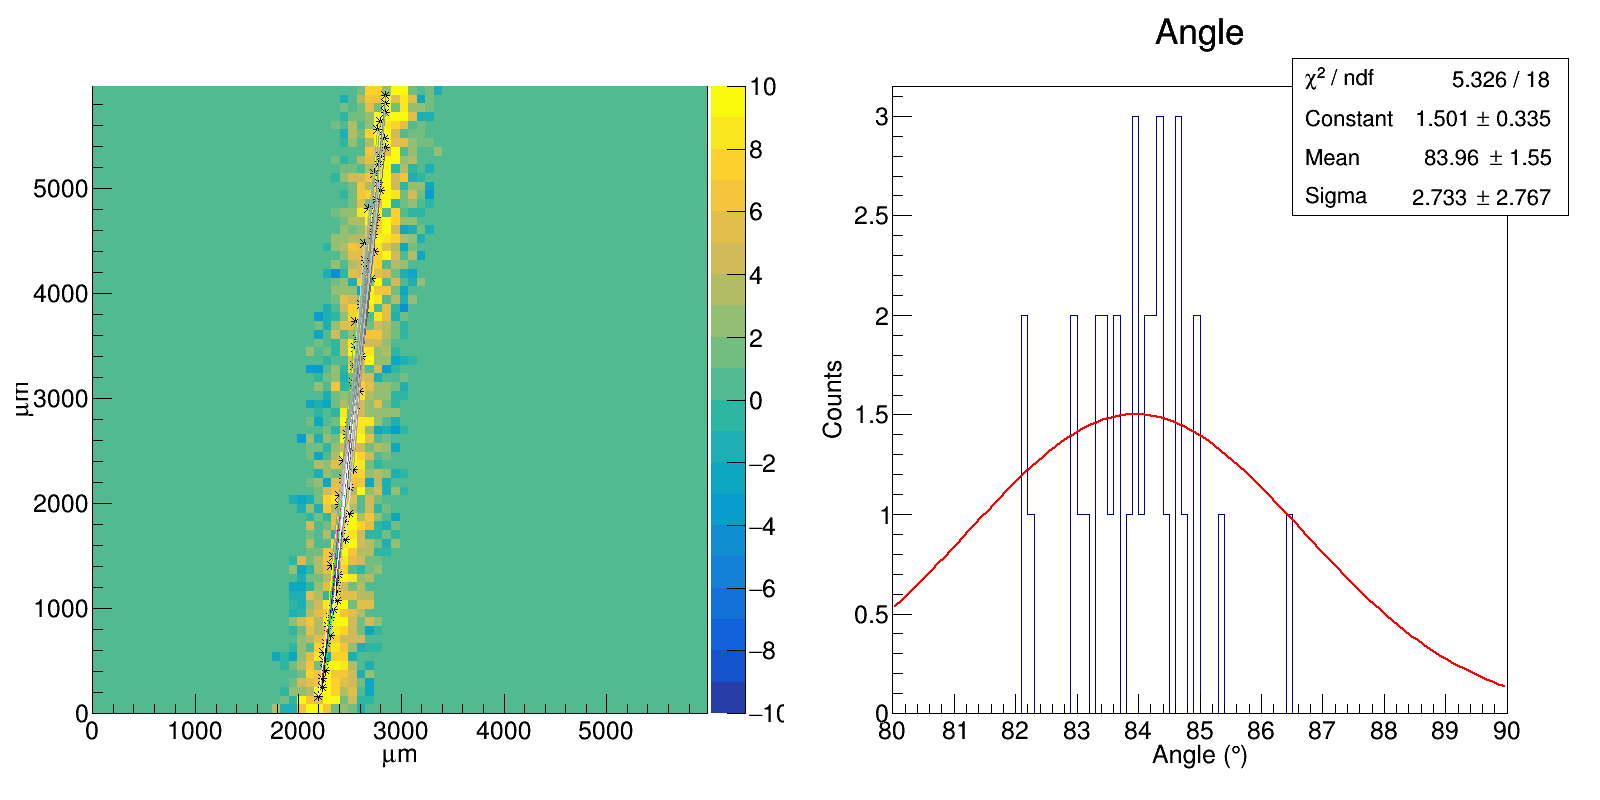 Angle
χ² / ndf 5.326 / 18
Constant 1.501 ± 0.335
Mean 83.96 ± 1.55
Sigma 2.733 ± 2.767
10
8
6
4
2
0
−2
−4
−6
−8
−10
5000
4000
3000
2000
1000
0
μm
0 1000 2000 3000 4000 5000
μm
3
2.5
2
1.5
1
0.5
0
Counts
80 81 82 83 84 85 86 87 88 89 90
Angle (°)